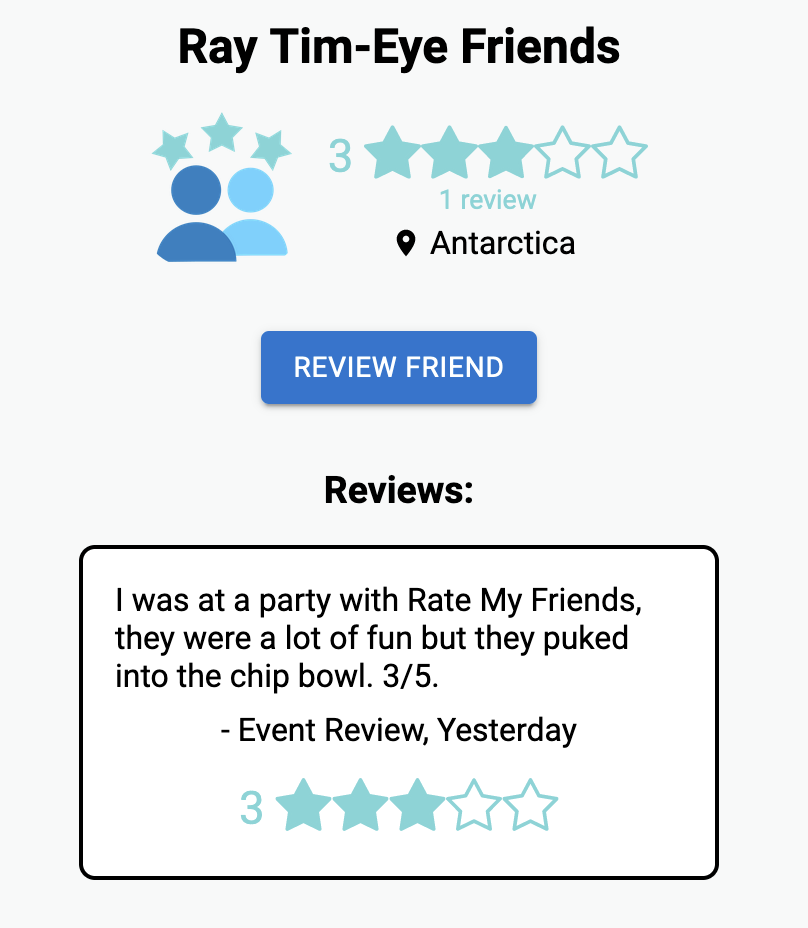 Ray Tim-Eye Friends
3
1 review
Antarctica
REVIEW FRIEND
Reviews:
I was at a party with Rate My Friends,
they were a lot of fun but they puked
into the chip bowl. 3/5.
- Event Review, Yesterday
3